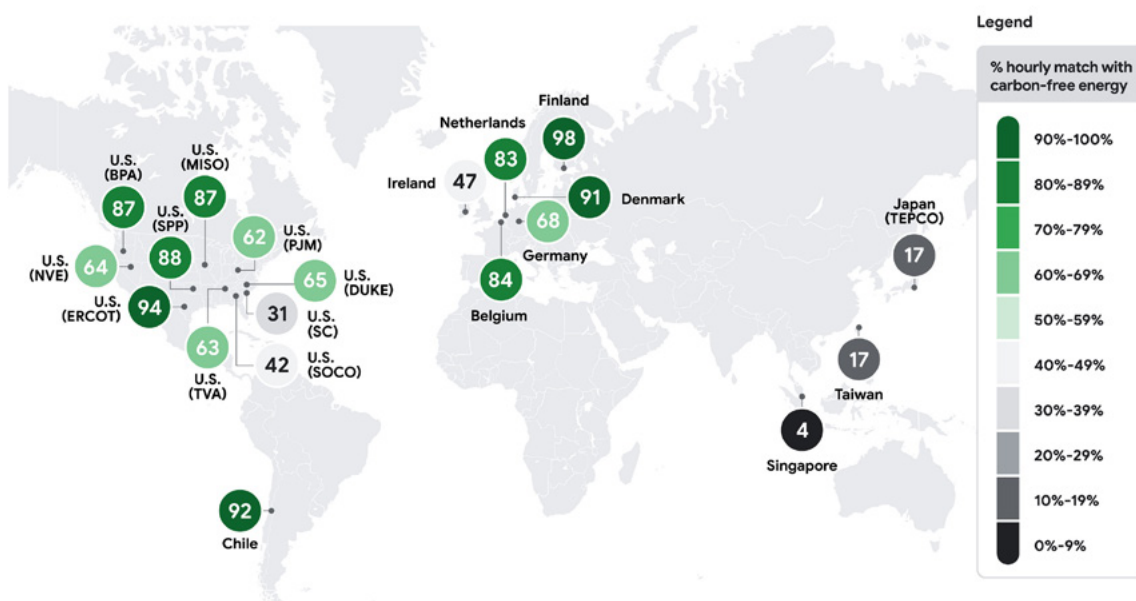 Legend
% hourly match with
carbon-free energy
90%-100%
80%-89%
70%-79%
60%-69%
50%-59%
40%-49%
30%-39%
20%-29%
10%-19%
0%-9%
U.S.
(BPA)
87
U.S.
(MISO)
87
U.S.
(SPP)
88
62
U.S.
(PJM)
U.S.
(NVE)
64
65
U.S.
(DUKE)
U.S.
(ERCOT)
94
31
U.S.
(SC)
63
U.S.
(TVA)
42
U.S.
(SOCO)
92
Chile
Finland
98
Netherlands
83
Ireland
47
91
Denmark
68
Germany
84
Belgium
Japan
(TEPCO)
17
17
Taiwan
4
Singapore